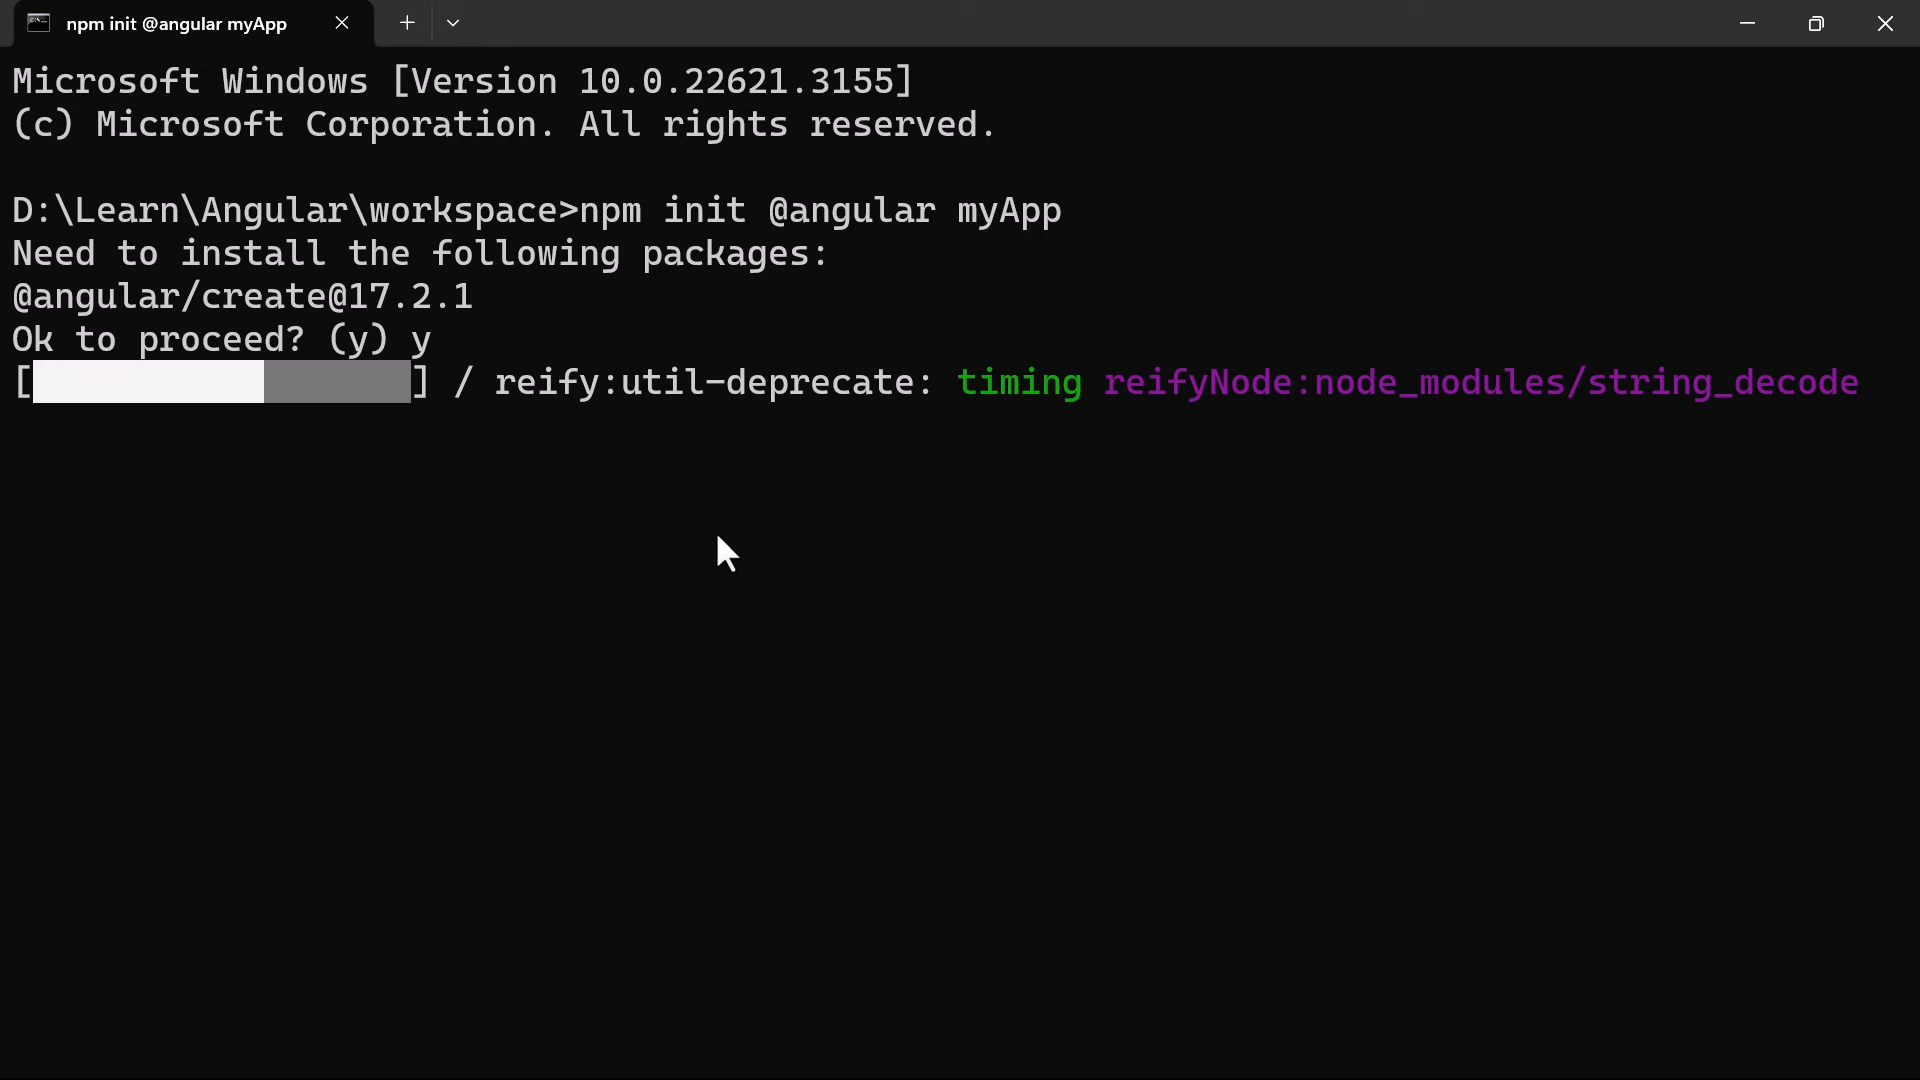 npm init @angular myApp
Microsoft Windows [Version 10.0.22621.3155]
(c) Microsoft Corporation. All rights reserved.
D:\Learn\Angular\workspace>npm init @angular myApp
Need to install the following packages:
@angular/create@17.2.1
Ok to proceed? (y) y
[ ] / reify:util-deprecate: timing reifyNode:node_modules/string_decode